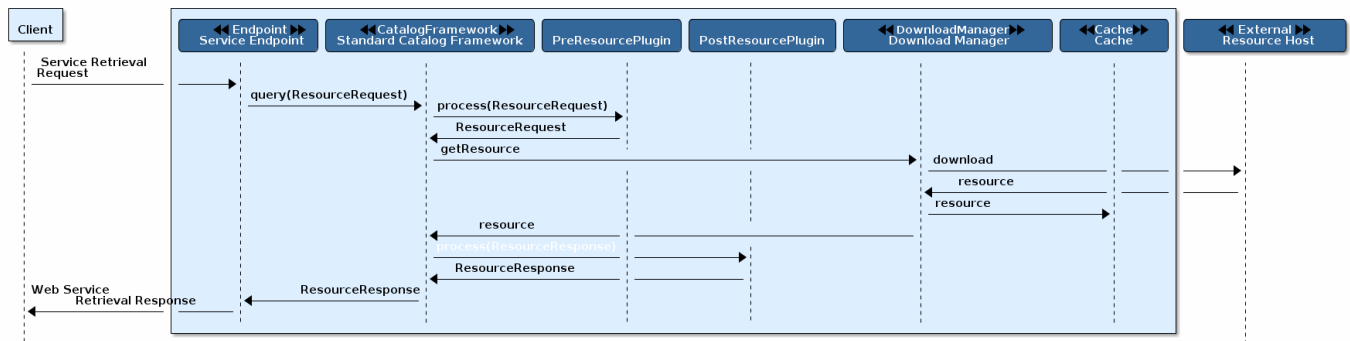 Client
◀◀ Endpoint ▶▶
Service Endpoint
◀◀CatalogFramework▶▶
Standard Catalog Framework
PreResourcePlugin
PostResourcePlugin
◀◀DownloadManager▶▶
Download Manager
◀◀Cache▶▶
Cache
◀◀ External ▶▶
Resource Host
Service Retrieval
Request
query(ResourceRequest)
process(ResourceRequest)
ResourceRequest
getResource
download
resource
resource
resource
process(ResourceResponse)
ResourceResponse
ResourceResponse
Web Service
Retrieval Response